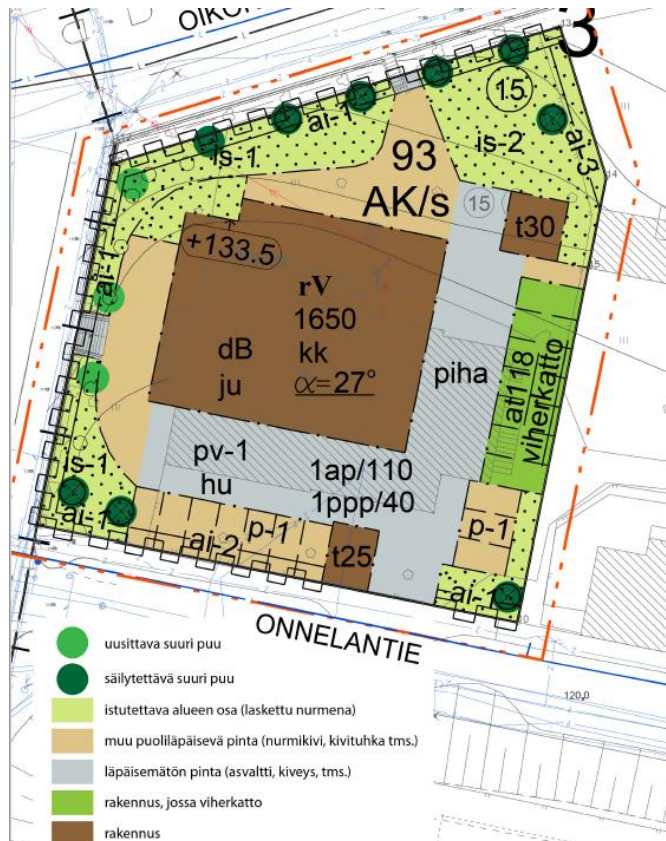 OIKOK
3
15
ai-1
is-1
is-2
ai-3
93
AK/s
15
t30
+133.5
ai-1
rV
1650
dB
kk
ju
α=27°
piha
at118
viherkatto
pv-1
hu
1ap/110
1ppp/40
is-1
ai-1
ai-2
p-1
t25
p-1
ai-1
ONNELANTIE
120,0
uusittava suuri puu
säilytettävä suuri puu
istutettava alueen osa (laskettu nurmena)
muu puoliläpäisevä pinta (nurmikivi, kivituhka tms.)
läpäisemätön pinta (asvaltti, kiveys, tms.)
rakennus, jossa viherkatto
rakennus